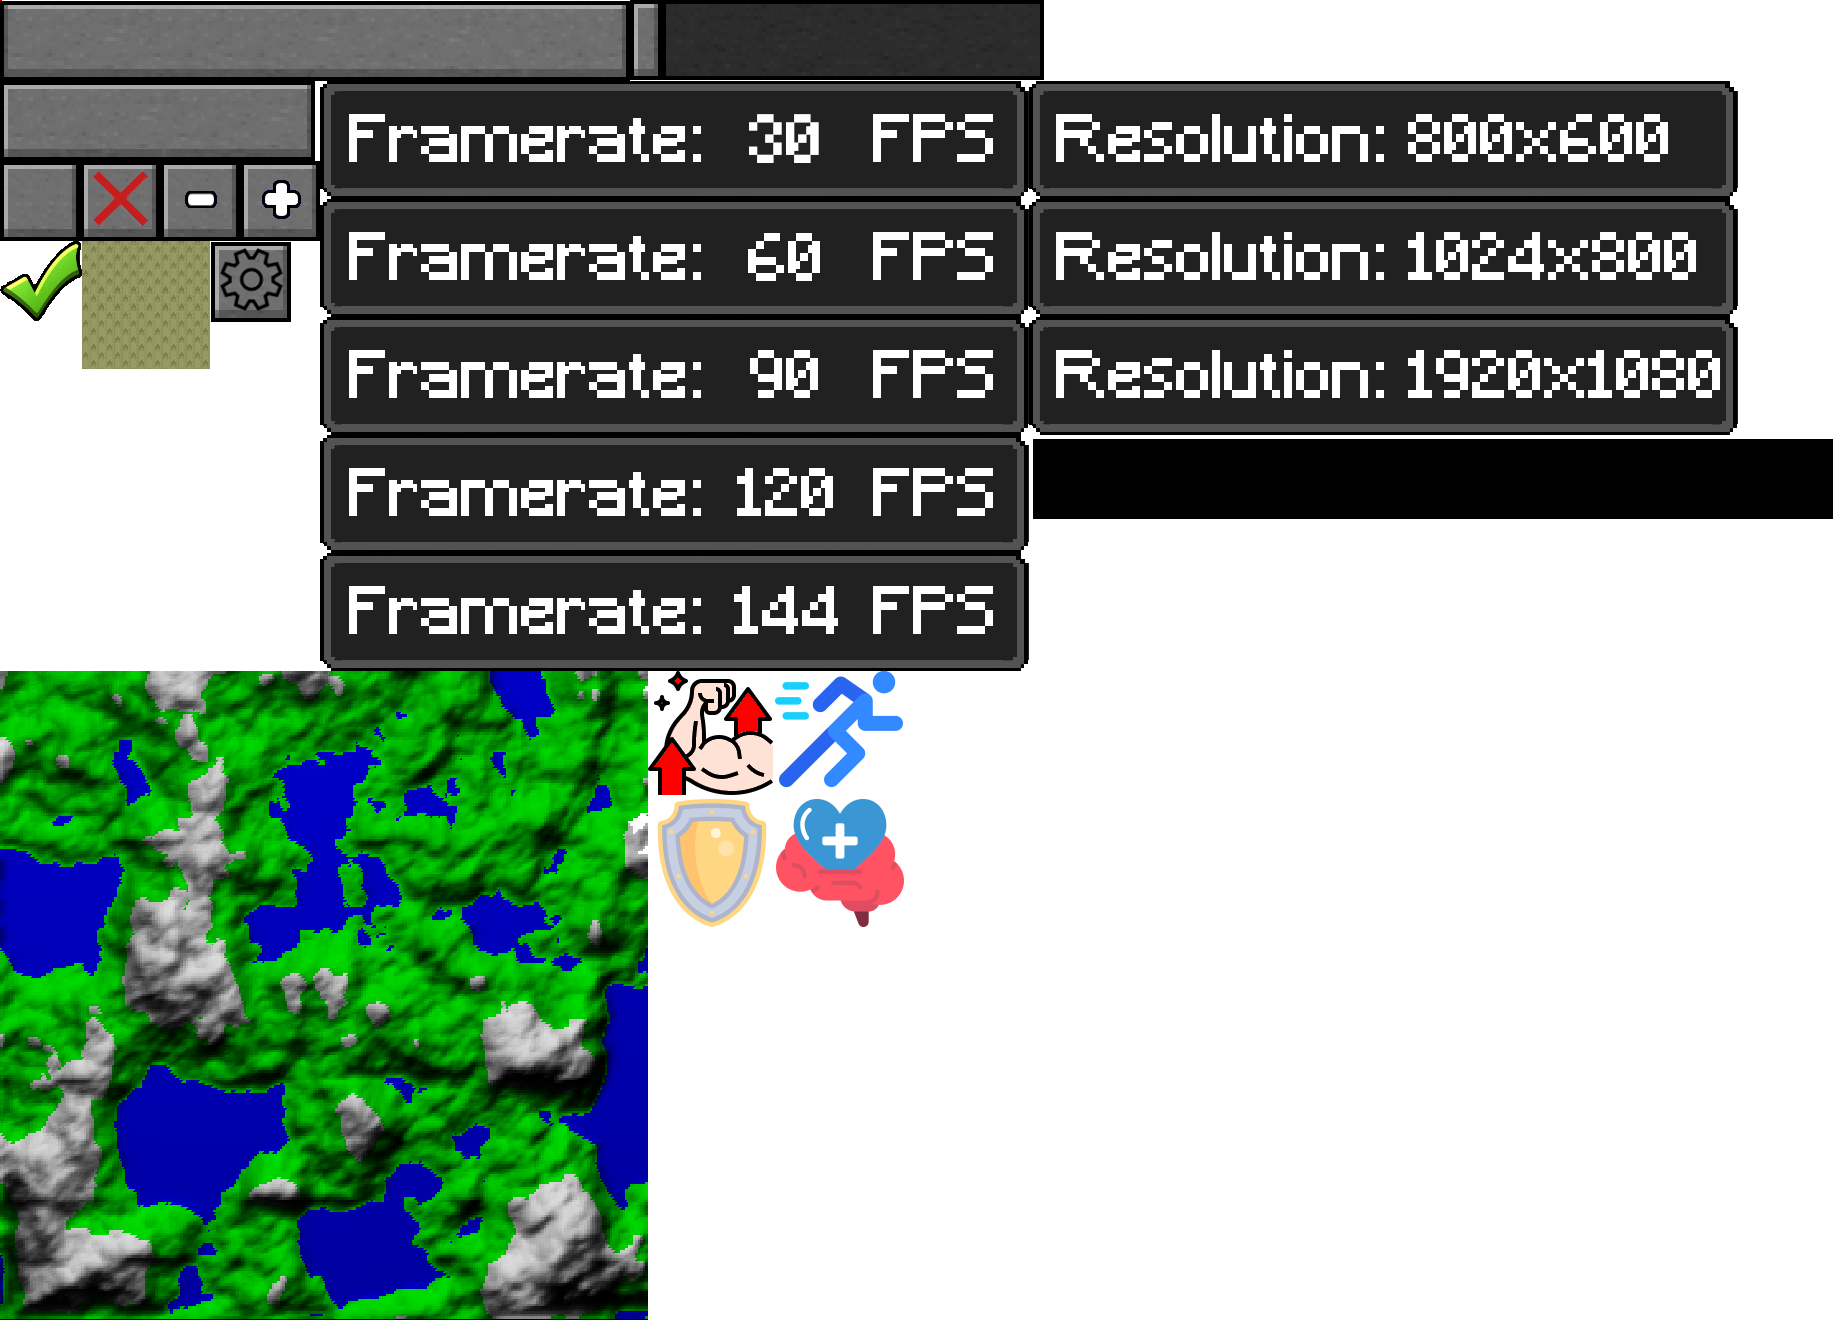 Framerate: 30 FPS
Resolution: 800x600
Framerate: 60 FPS
Resolution: 1024x800
Framerate: 90 FPS
Resolution: 1920x1080
Framerate: 120 FPS
Framerate: 144 FPS